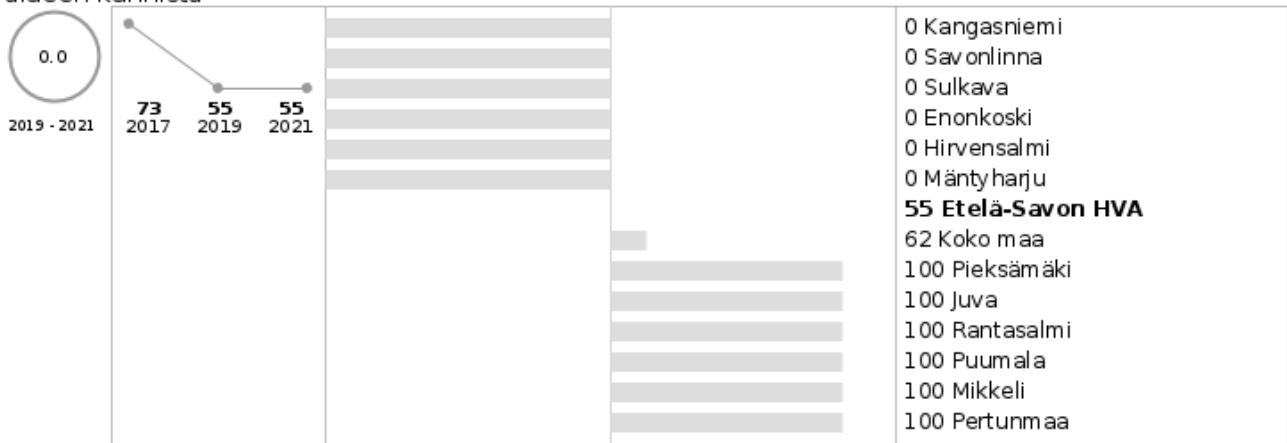 0.0
2019 - 2021
73 55 55
2017 2019 2021
0 Kangasniemi
0 Savonlinna
0 Sulkava
0 Enonkoski
0 Hirvensalmi
0 Mäntyharju
55 Etelä-Savon HVA
62 Koko maa
100 Pieksämäki
100 Juva
100 Rantasalmi
100 Puumala
100 Mikkeli
100 Pertunmaa